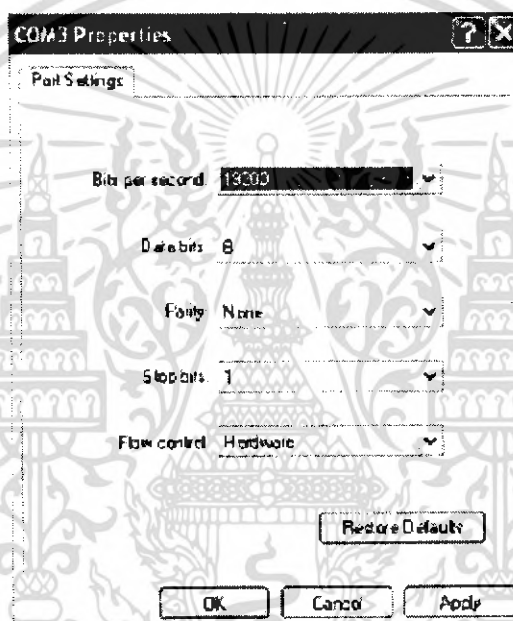 COM3 Properties
Port Settings
Bits per second: 19200
Data bits: 8
Parity: None
Stop bits: 1
Flow control: Hardware
Restore Defaults
OK Cancel Apply